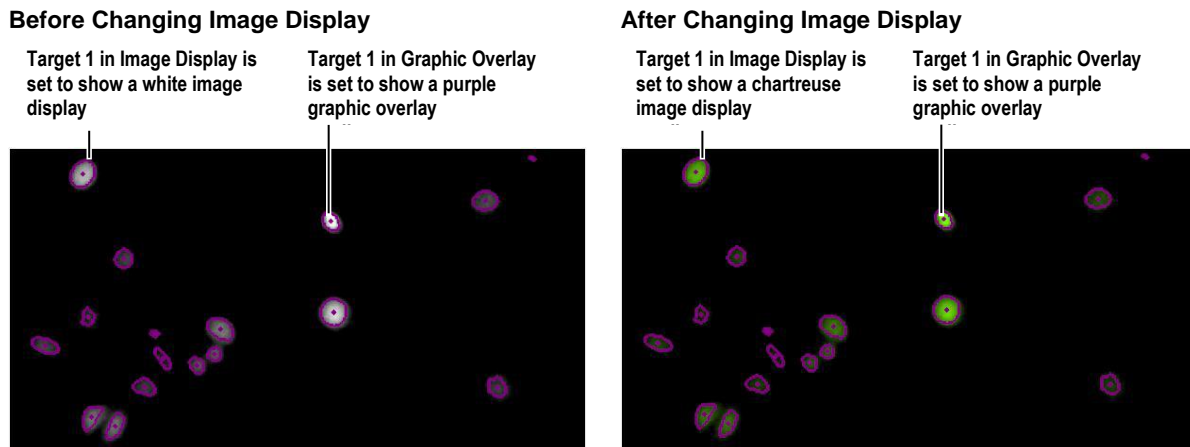 Before Changing Image Display
Target 1 in Image Display is
set to show a white image
display
Target 1 in Graphic Overlay
is set to show a purple
graphic overlay
After Changing Image Display
Target 1 in Image Display is
set to show a chartreuse
image display
Target 1 in Graphic Overlay
is set to show a purple
graphic overlay